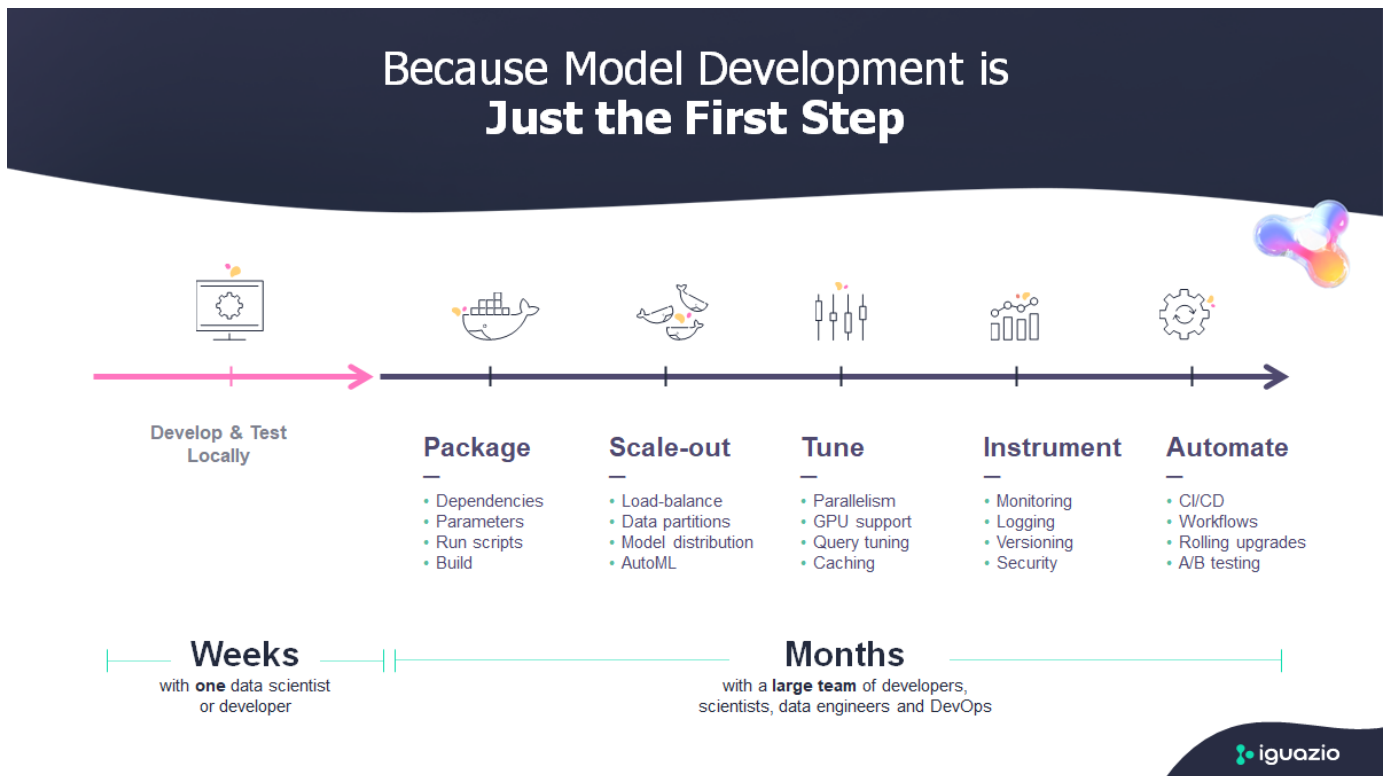 Because Model Development is
Just the First Step
Develop & Test
Locally
Package
Dependencies
Parameters
Run scripts
Build
Scale-out
Load-balance
Data partitions
Model distribution
AutoML
Tune
Parallelism
GPU support
Query tuning
Caching
Instrument
Monitoring
Logging
Versioning
Security
Automate
CI/CD
Workflows
Rolling upgrades
A/B testing
Weeks
with one data scientist
or developer
Months
with a large team of developers,
scientists, data engineers and DevOps
iguazio